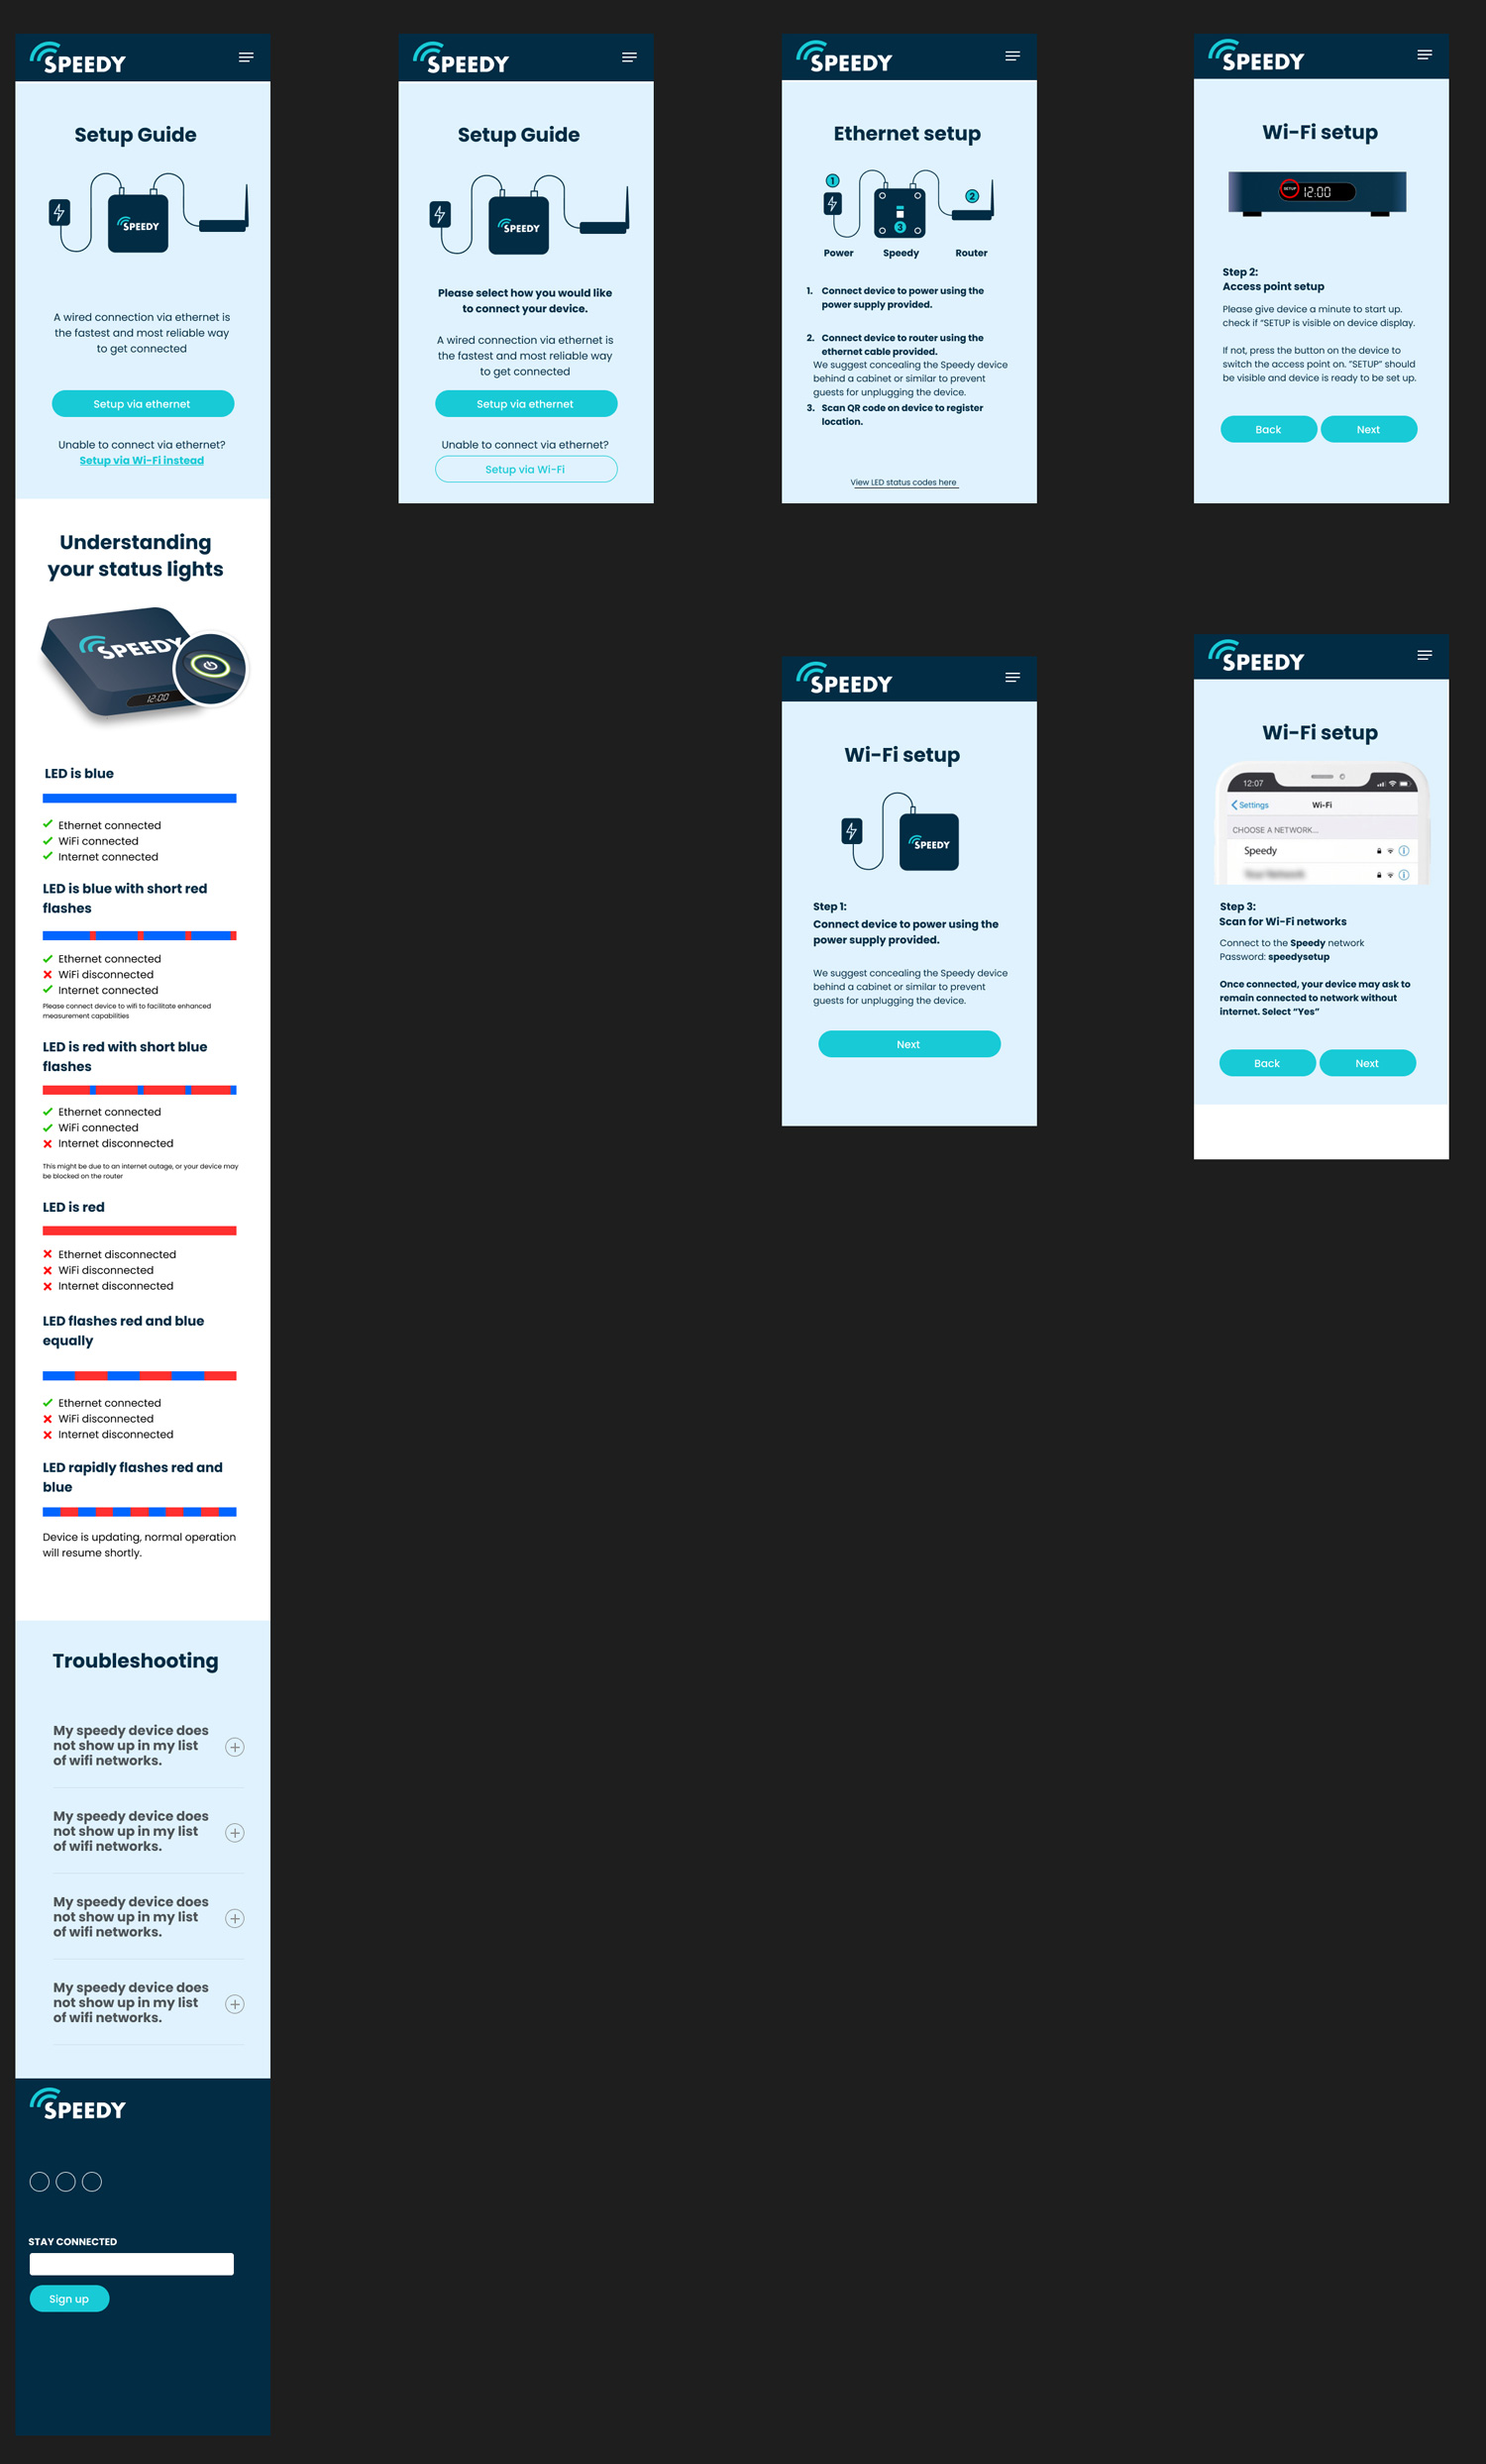 SPEEDY
Setup Guide
SPEEDY
A wired connection via ethernet is
the fastest and most reliable way
to get connected
Setup via ethernet
Unable to connect via ethernet?
Setup via Wi-Fi instead
Understanding
your status lights
SPEEDY
12:00
LED is blue
Ethernet connected
WiFi connected
Internet connected
LED is blue with short red
flashes
Ethernet connected
WiFi disconnected
Internet connected
Please connect device to wifi to facilitate enhanced
measurement capabilities
LED is red with short blue
flashes
Ethernet connected
WiFi connected
Internet disconnected
This might be due to an internet outage, or your device may
be blocked on the router
LED is red
Ethernet disconnected
WiFi disconnected
Internet disconnected
LED flashes red and blue
equally
Ethernet connected
WiFi disconnected
Internet disconnected
LED rapidly flashes red and
blue
Device is updating, normal operation
will resume shortly.
Troubleshooting
My speedy device does
not show up in my list
of wifi networks.
My speedy device does
not show up in my list
of wifi networks.
My speedy device does
not show up in my list
of wifi networks.
My speedy device does
not show up in my list
of wifi networks.
SPEEDY
STAY CONNECTED
Sign up
SPEEDY
Setup Guide
SPEEDY
Please select how you would like
to connect your device.
A wired connection via ethernet is
the fastest and most reliable way
to get connected
Setup via ethernet
Unable to connect via ethernet?
Setup via Wi-Fi
SPEEDY
Ethernet setup
1
2
3
Power Speedy Router
1. Connect device to power using the
power supply provided.
2. Connect device to router using the
ethernet cable provided.
We suggest concealing the Speedy device
behind a cabinet or similar to prevent
guests for unplugging the device.
3. Scan QR code on device to register
location.
View LED status codes here
SPEEDY
Wi-Fi setup
SPEEDY
Step 1:
Connect device to power using the
power supply provided.
We suggest concealing the Speedy device
behind a cabinet or similar to prevent
guests for unplugging the device.
Next
SPEEDY
Wi-Fi setup
SETUP 12:00
Step 2:
Access point setup
Please give device a minute to start up.
check if “SETUP is visible on device display.
If not, press the button on the device to
switch the access point on. “SETUP” should
be visible and device is ready to be set up.
Back Next
SPEEDY
Wi-Fi setup
12:07
Settings Wi-Fi
CHOOSE A NETWORK...
Speedy
Your Network
Step 3:
Scan for Wi-Fi networks
Connect to the Speedy network
Password: speedysetup
Once connected, your device may ask to
remain connected to network without
internet. Select “Yes”
Back Next